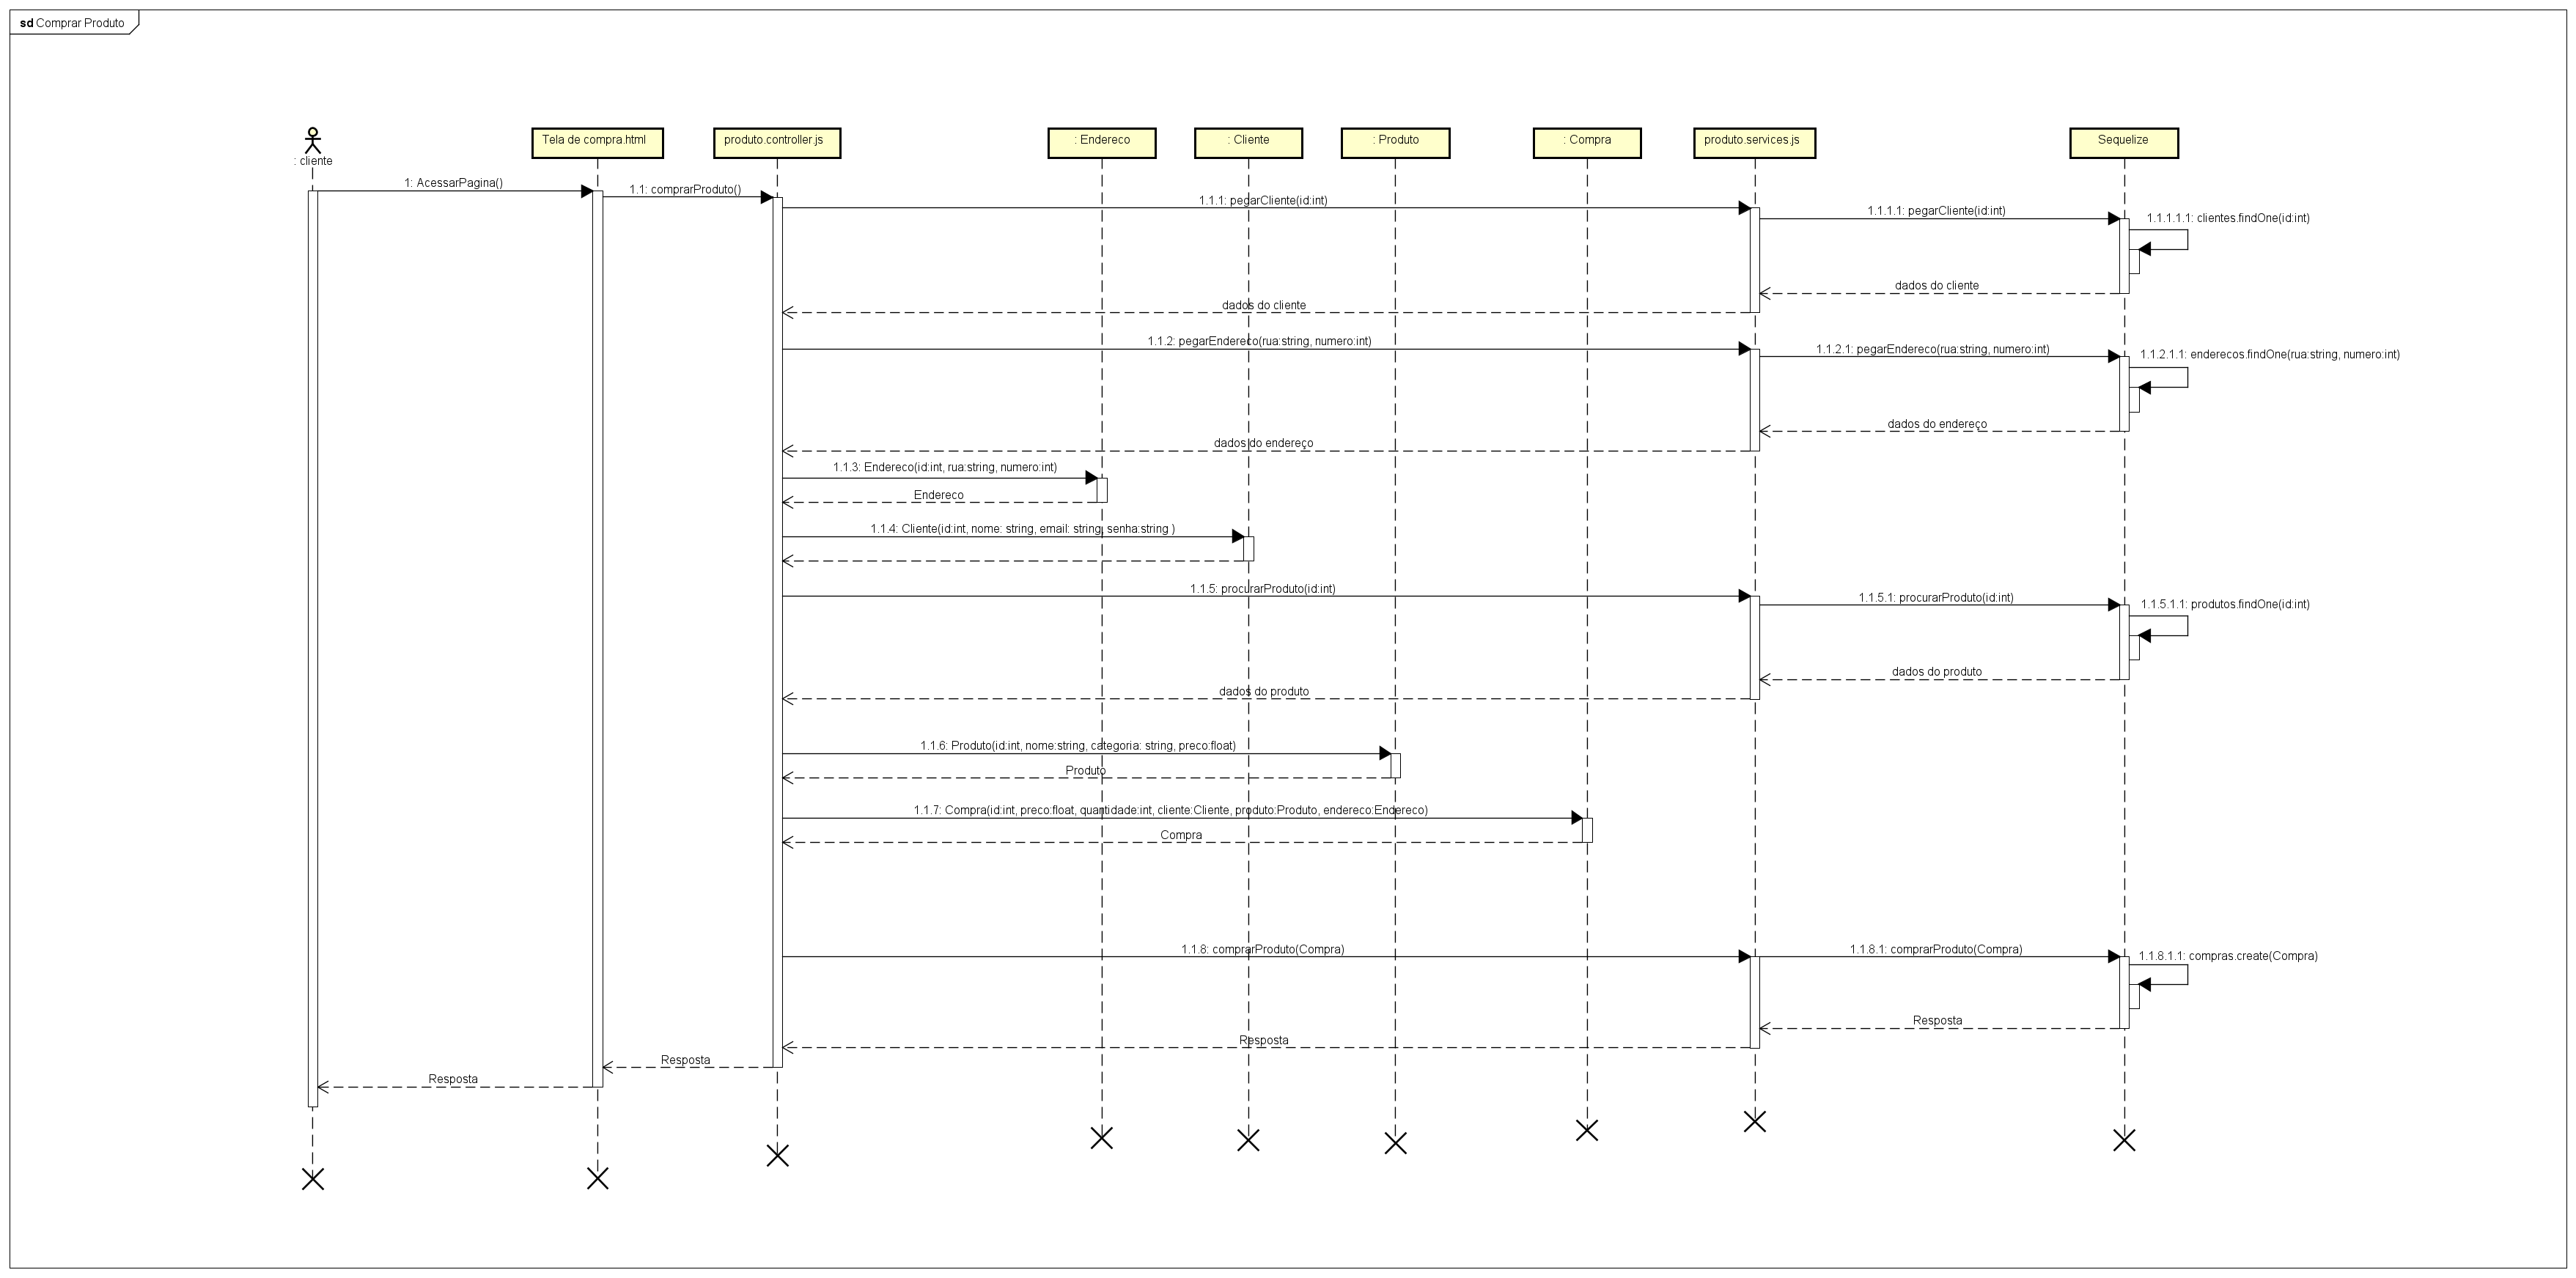 sd Comprar Produto
: cliente
Tela de compra.html
produto.controller.js
: Endereco
: Cliente
: Produto
: Compra
produto.services.js
Sequelize
1: AcessarPagina()
1.1: comprarProduto()
1.1.1: pegarCliente(id:int)
1.1.1.1: pegarCliente(id:int)
1.1.1.1.1: clientes.findOne(id:int)
dados do cliente
dados do cliente
1.1.2: pegarEndereco(rua:string, numero:int)
1.1.2.1: pegarEndereco(rua:string, numero:int)
1.1.2.1.1: enderecos.findOne(rua:string, numero:int)
dados do endereço
dados do endereço
1.1.3: Endereco(id:int, rua:string, numero:int)
Endereco
1.1.4: Cliente(id:int, nome: string, email: string, senha:string )
1.1.5: procurarProduto(id:int)
1.1.5.1: procurarProduto(id:int)
1.1.5.1.1: produtos.findOne(id:int)
dados do produto
dados do produto
1.1.6: Produto(id:int, nome:string, categoria: string, preco:float)
Produto
1.1.7: Compra(id:int, preco:float, quantidade:int, cliente:Cliente, produto:Produto, endereco:Endereco)
Compra
1.1.8: comprarProduto(Compra)
1.1.8.1: comprarProduto(Compra)
1.1.8.1.1: compras.create(Compra)
Resposta
Resposta
Resposta
Resposta